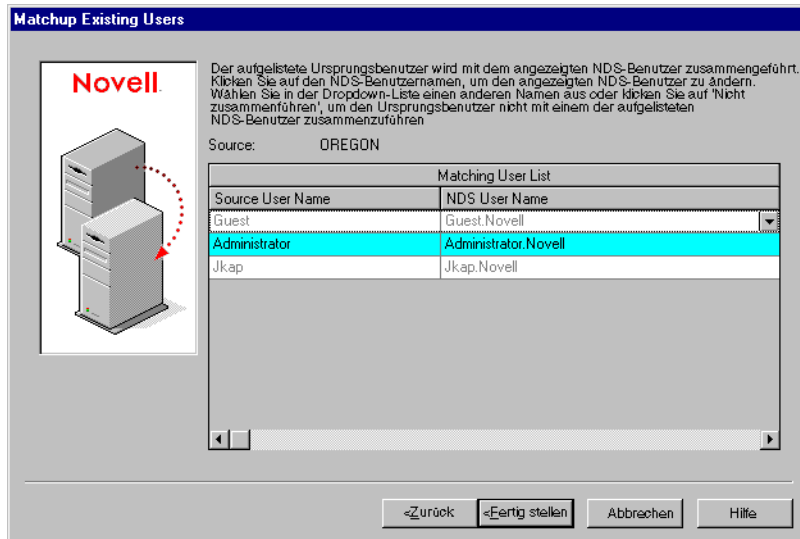 Matchup Existing Users
Novell
Der aufgelistete Ursprungsbenutzer wird mit dem angezeigten NDS-Benutzer zusammengeführt.
Klicken Sie auf den NDS-Benutzernamen, um den angezeigten NDS-Benutzer zu ändern.
Wählen Sie in der Dropdown-Liste einen anderen Namen aus oder klicken Sie auf 'Nicht
zusammenführen', um den Ursprungsbenutzer nicht mit einem der aufgelisteten
NDS-Benutzer zusammenzuführen
Source: OREGON
Matching User List
Source User Name NDS User Name
Guest Guest.Novell
Administrator Administrator.Novell
Jkap Jkap.Novell
<Zurück <Fertig stellen Abbrechen Hilfe